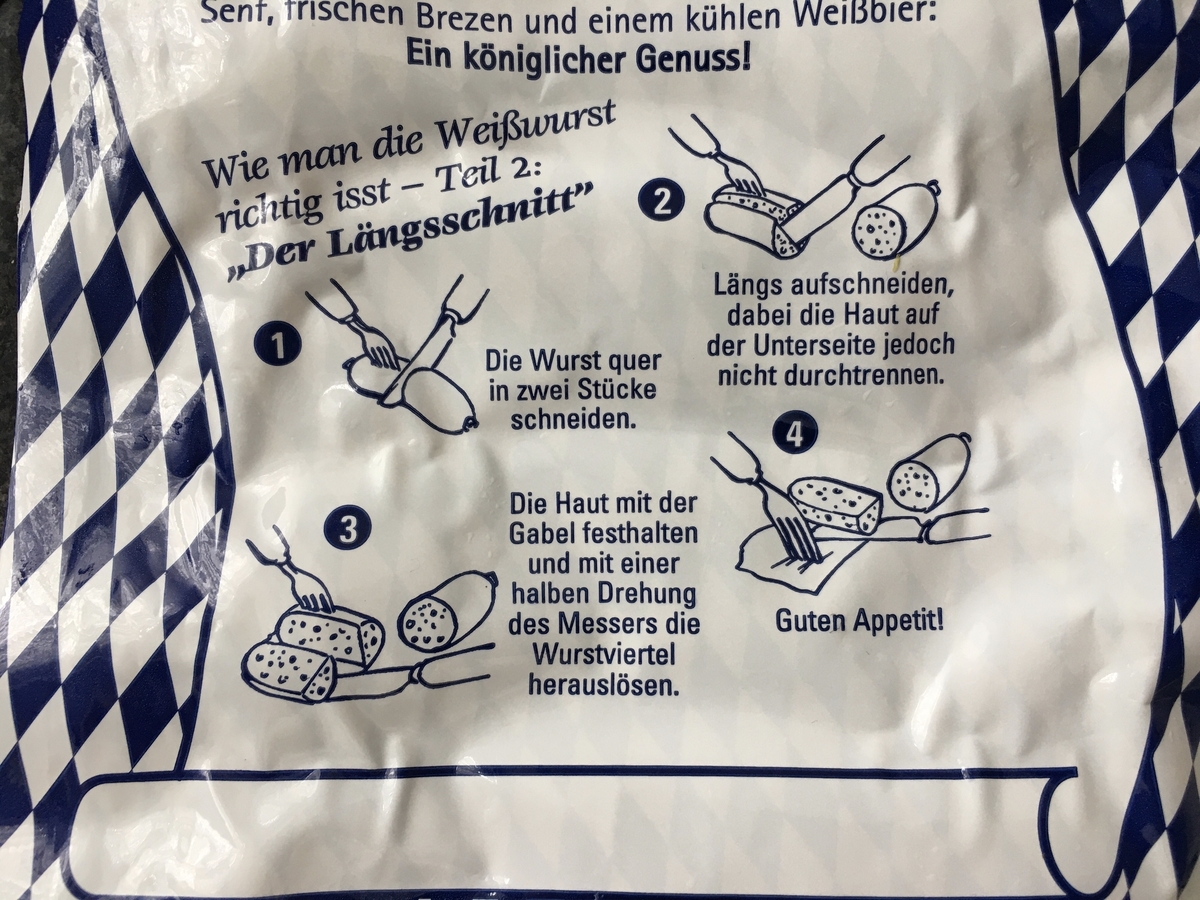 Senf, frischen Brezen und einem kühlen Weißbier:
Ein königlicher Genuss!
Wie man die Weißwurst
richtig isst – Teil 2:
„Der Längsschnitt”
1
Die Wurst quer
in zwei Stücke
schneiden.
2
Längs aufschneiden,
dabei die Haut auf
der Unterseite jedoch
nicht durchtrennen.
3
Die Haut mit der
Gabel festhalten
und mit einer
halben Drehung
des Messers die
Wurstviertel
herauslösen.
4
Guten Appetit!